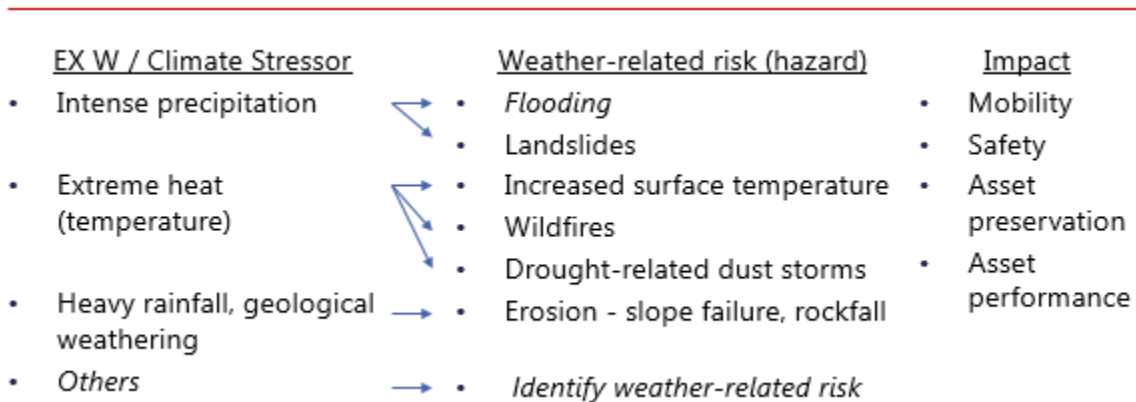 EX W / Climate Stressor
• Intense precipitation
• Extreme heat
(temperature)
• Heavy rainfall, geological
weathering
• Others
Weather-related risk (hazard)
• Flooding
• Landslides
• Increased surface temperature
• Wildfires
• Drought-related dust storms
• Erosion - slope failure, rockfall
• Identify weather-related risk
Impact
• Mobility
• Safety
• Asset
preservation
• Asset
performance